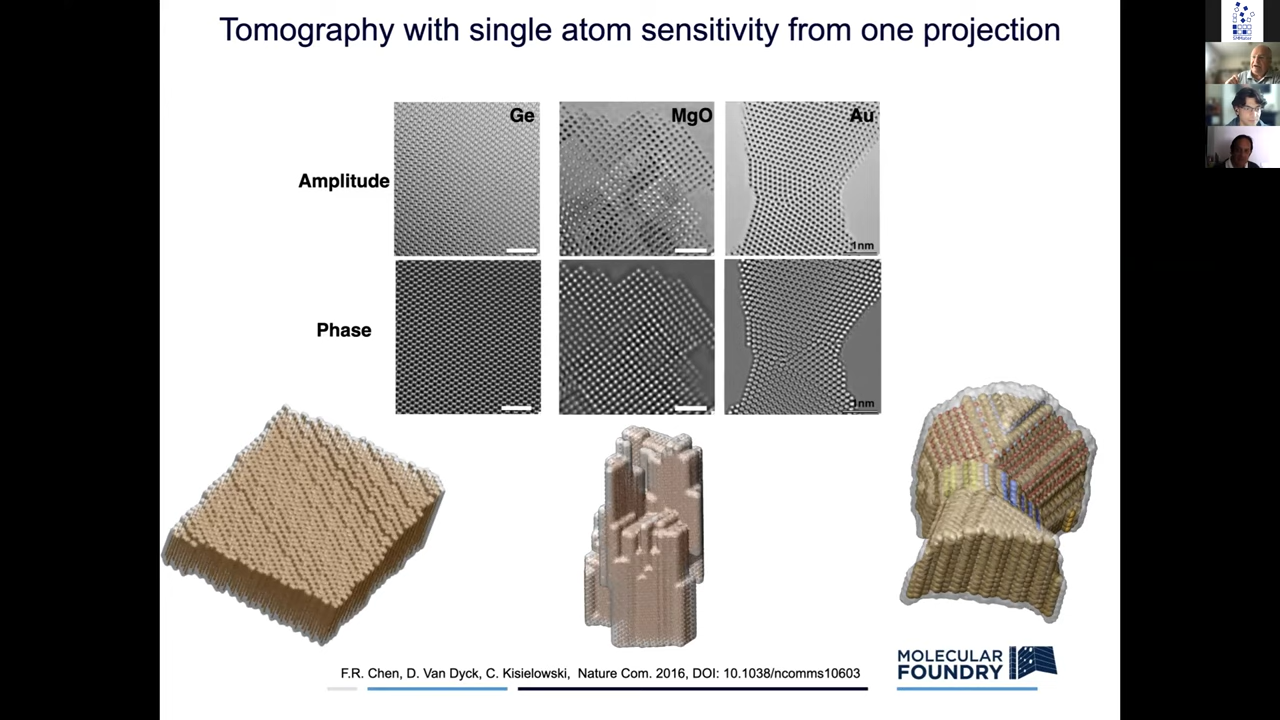 Tomography with single atom sensitivity from one projection
Ge
MgO
Au
Amplitude
1nm
Phase
1nm
F.R. Chen, D. Van Dyck, C. Kisielowski, Nature Com. 2016, DOI: 10.1038/ncomms10603
MOLECULAR
FOUNDRY